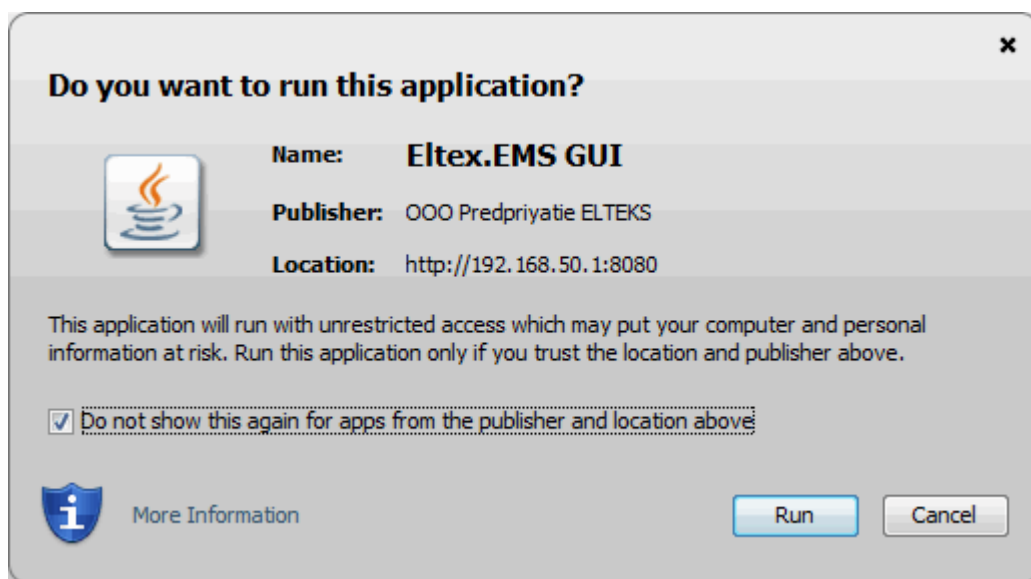 Do you want to run this application?
Name: Eltex.EMS GUI
Publisher: OOO Predpriyatie ELTEKS
Location: http://192.168.50.1:8080
This application will run with unrestricted access which may put your computer and personal
information at risk. Run this application only if you trust the location and publisher above.
Do not show this again for apps from the publisher and location above
More Information
Run Cancel